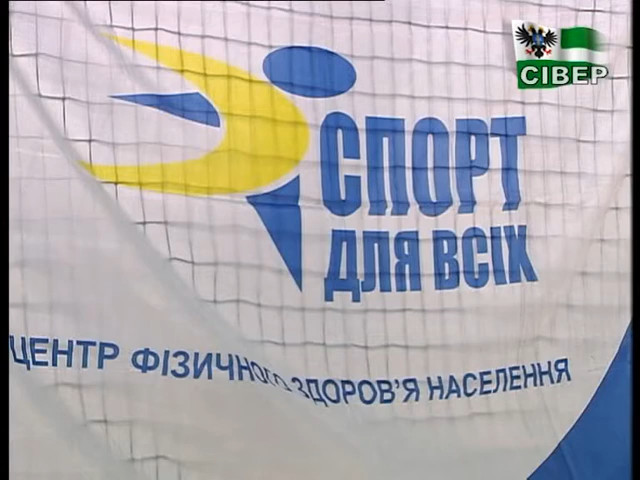 СІВЕР
СПОРТ
ДЛЯ ВСІХ
ЦЕНТР ФІЗИЧНОГО ЗДОРОВ'Я НАСЕЛЕННЯ